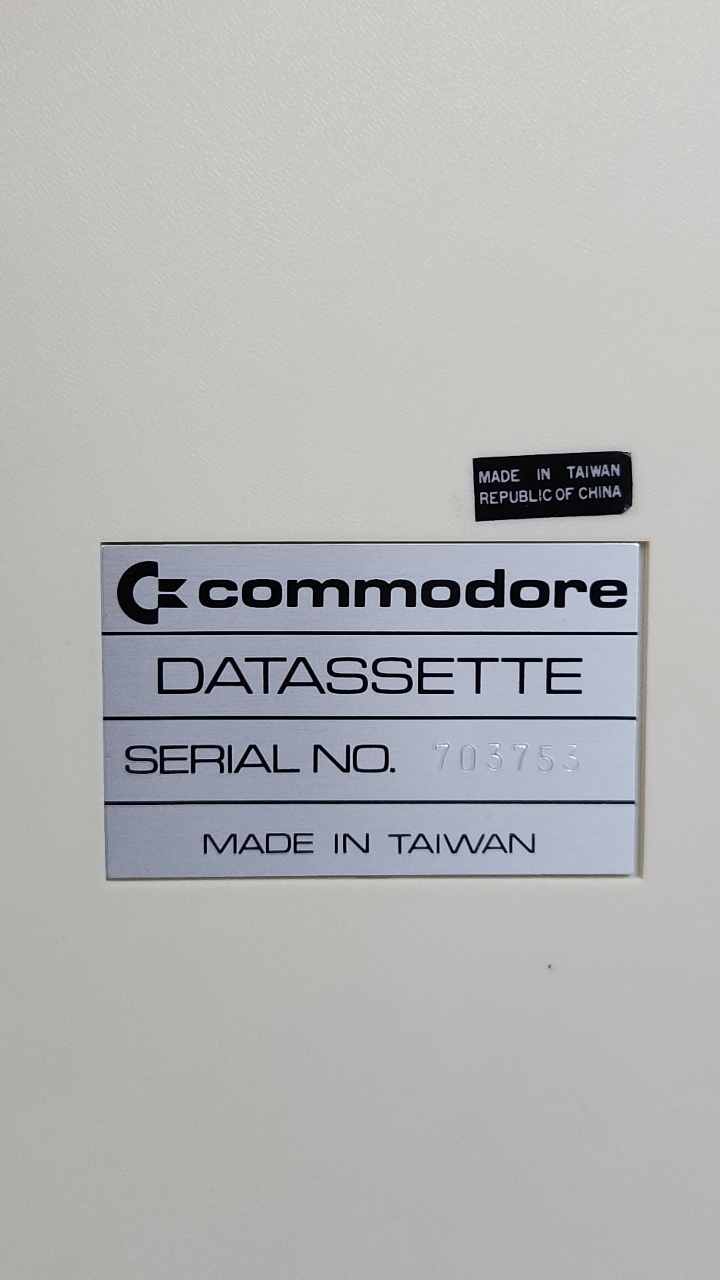 MADE IN TAIWAN
REPUBLIC OF CHINA
commodore
DATASSETTE
SERIAL NO. 703753
MADE IN TAIWAN